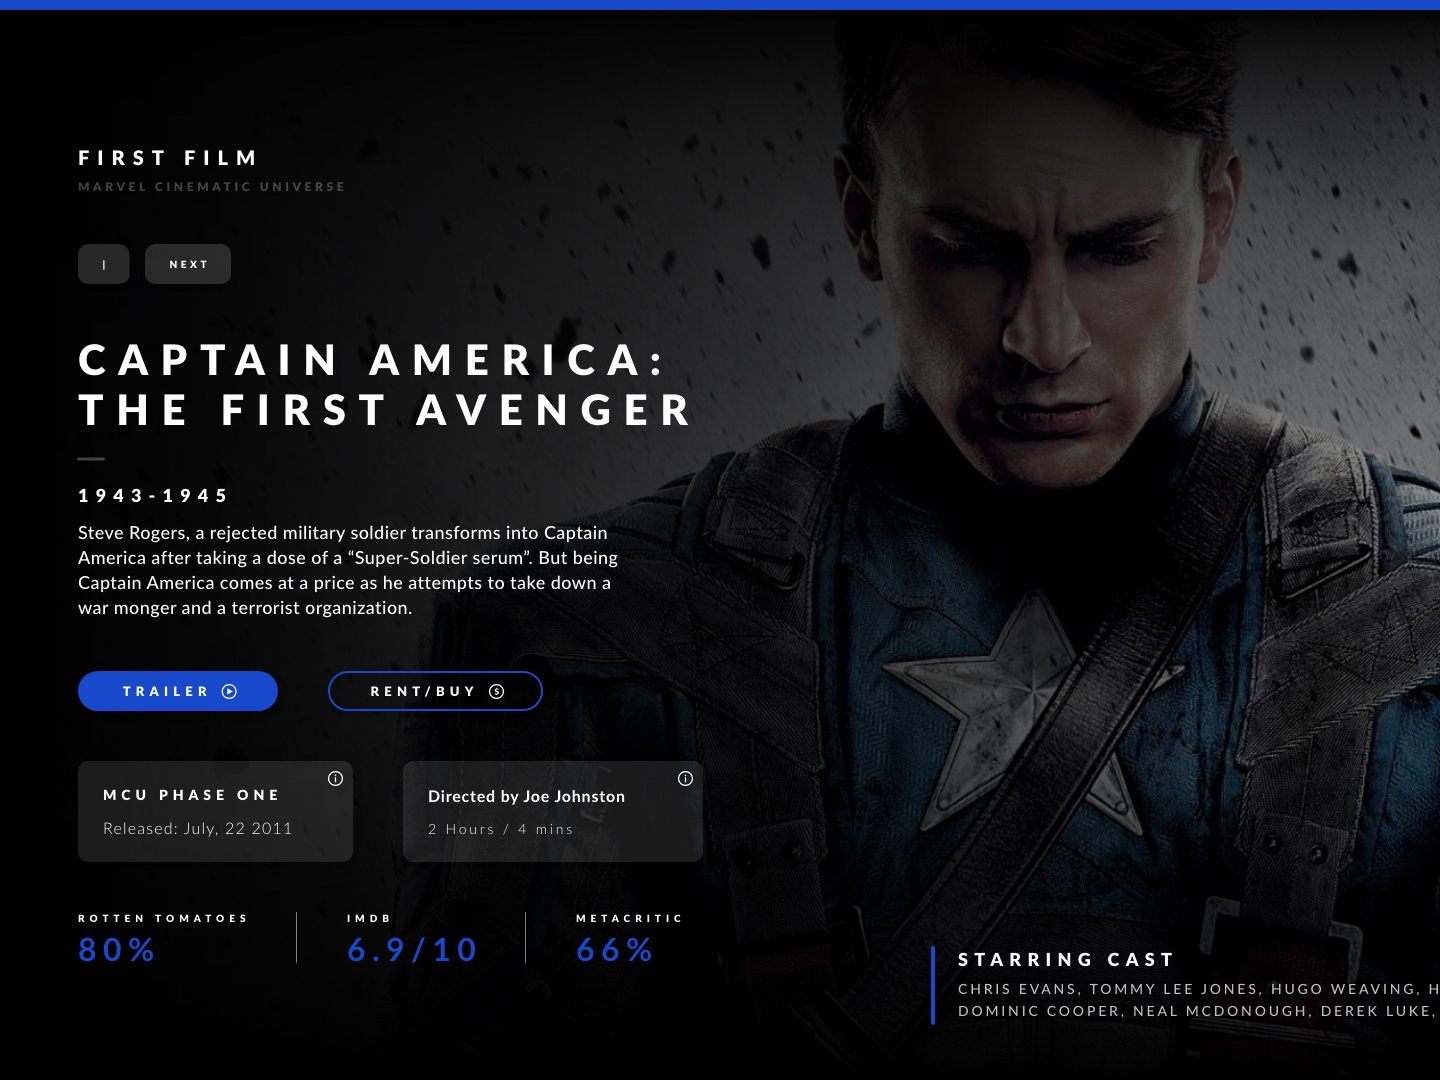 FIRST FILM
MARVEL CINEMATIC UNIVERSE
|
NEXT
CAPTAIN AMERICA:
THE FIRST AVENGER
1943-1945
Steve Rogers, a rejected military soldier transforms into Captain
America after taking a dose of a “Super-Soldier serum”. But being
Captain America comes at a price as he attempts to take down a
war monger and a terrorist organization.
TRAILER
RENT/BUY
MCU PHASE ONE
Released: July, 22 2011
Directed by Joe Johnston
2 Hours / 4 mins
ROTTEN TOMATOES
80%
IMDB
6.9/10
METACRITIC
66%
STARRING CAST
CHRIS EVANS, TOMMY LEE JONES, HUGO WEAVING, H
DOMINIC COOPER, NEAL MCDONOUGH, DEREK LUKE,